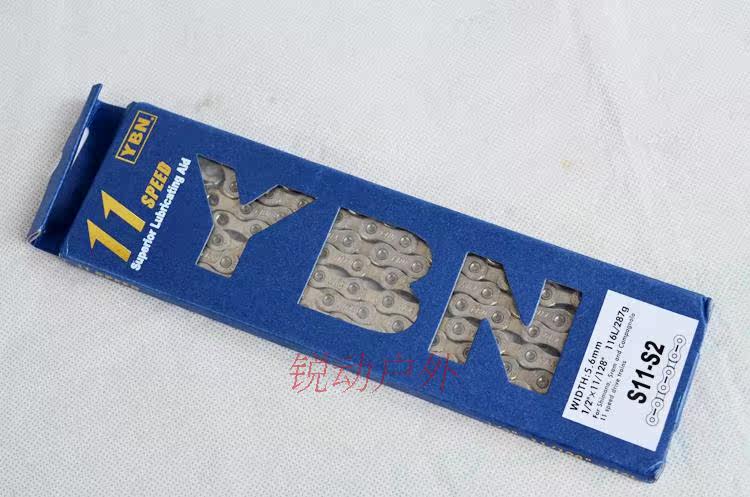 YBN
11 SPEED
Superior Lubricating Aid
YBN
WIDTH:5.6mm
1/2"×11/128" 116L/287g
For Shimano, Sram and Campagnolo
11 speed drive trains
S11-S2
锐动户外